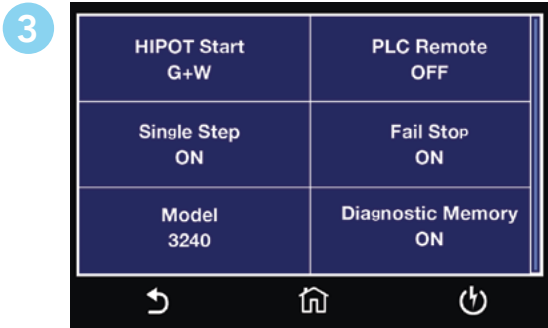 3
HIPOT Start
G+W
PLC Remote
OFF
Single Step
ON
Fail Stop
ON
Model
3240
Diagnostic Memory
ON